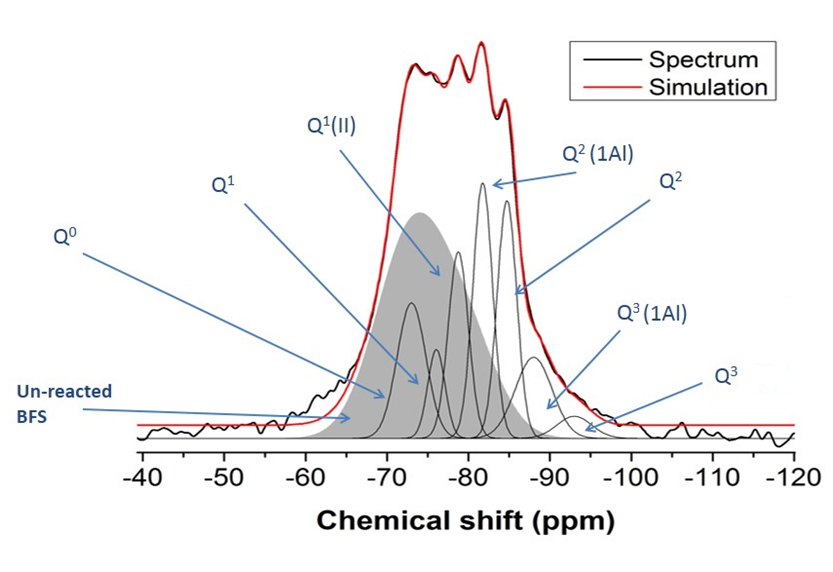 Spectrum
Simulation
Q¹(II)
Q² (1Al)
Q¹
Q²
Q⁰
Q³ (1Al)
Q³
Un-reacted
BFS
-40 -50 -60 -70 -80 -90 -100 -110 -120
Chemical shift (ppm)